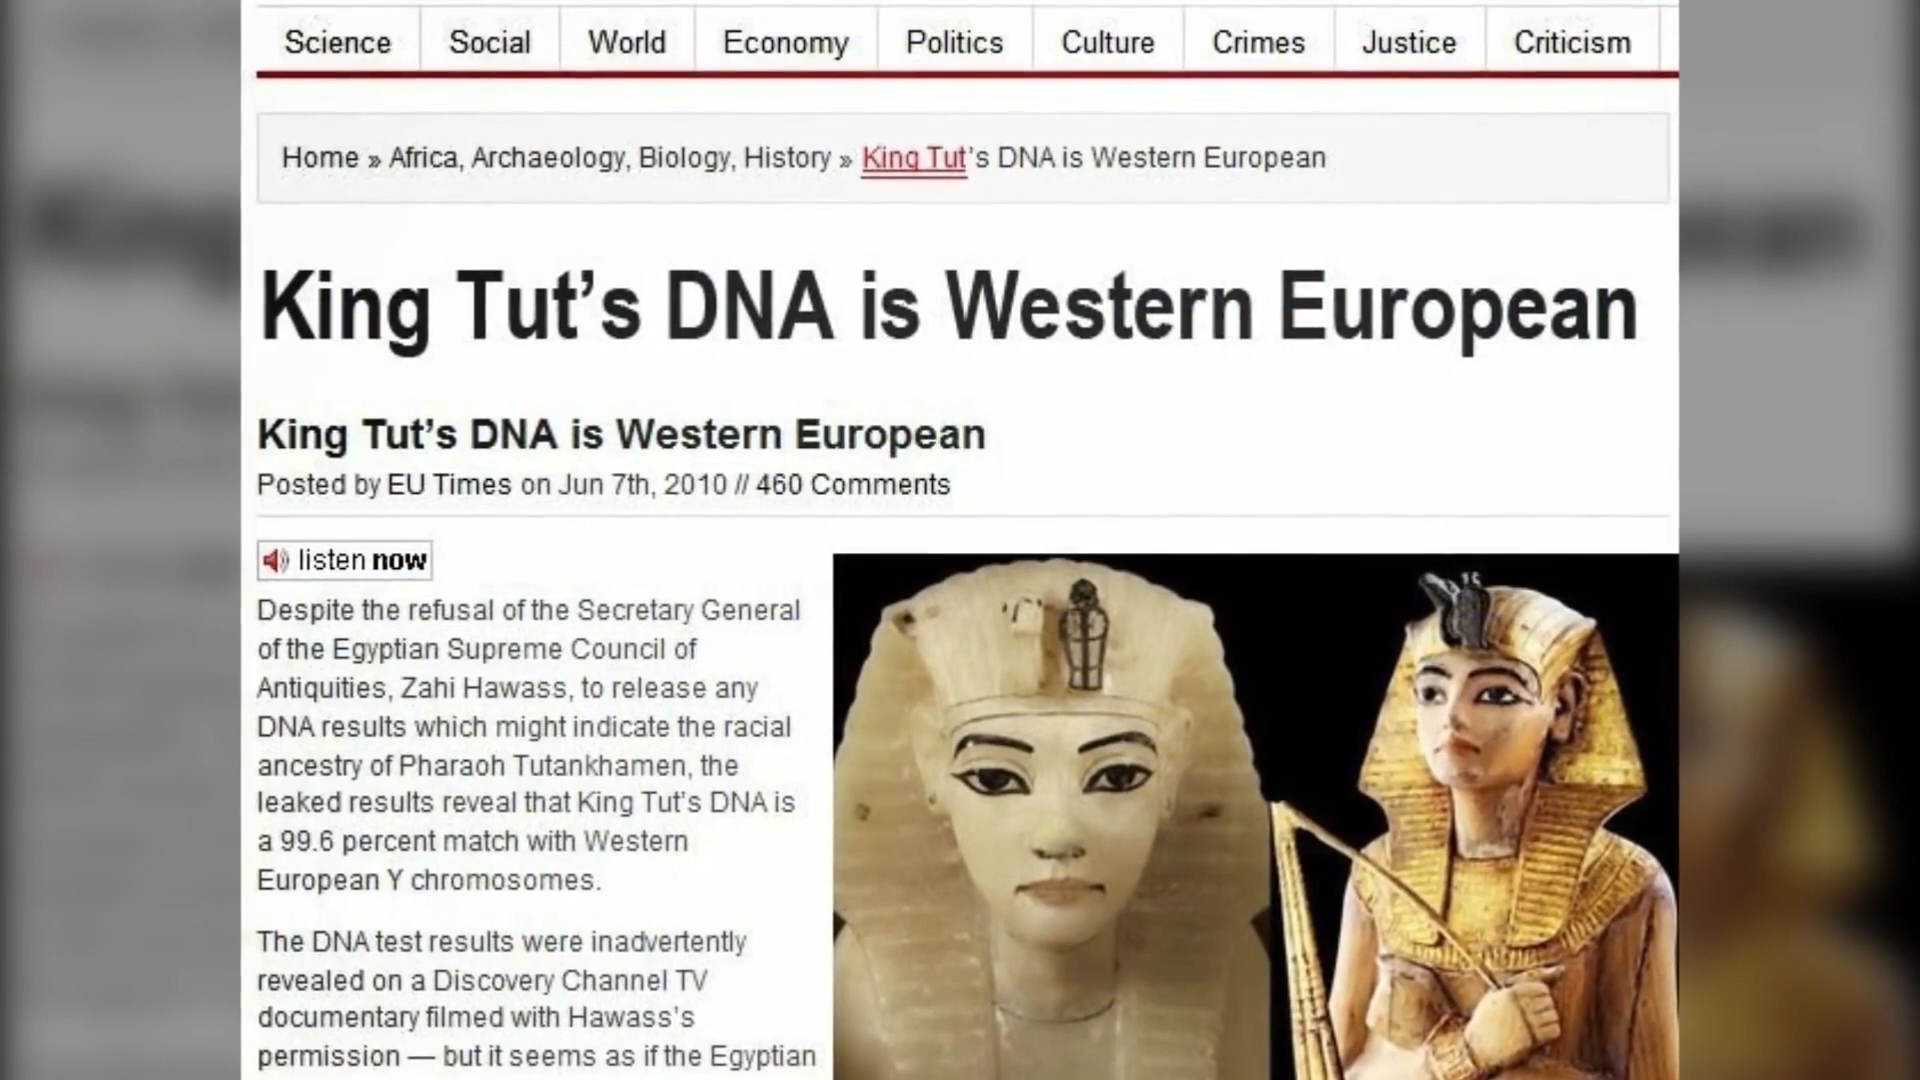 Science Social World Economy Politics Culture Crimes Justice Criticism
Home » Africa, Archaeology, Biology, History » King Tut's DNA is Western European
King Tut’s DNA is Western European
King Tut’s DNA is Western European
Posted by EU Times on Jun 7th, 2010 // 460 Comments
listen now
Despite the refusal of the Secretary General
of the Egyptian Supreme Council of
Antiquities, Zahi Hawass, to release any
DNA results which might indicate the racial
ancestry of Pharaoh Tutankhamen, the
leaked results reveal that King Tut’s DNA is
a 99.6 percent match with Western
European Y chromosomes.
The DNA test results were inadvertently
revealed on a Discovery Channel TV
documentary filmed with Hawass’s
permission — but it seems as if the Egyptian